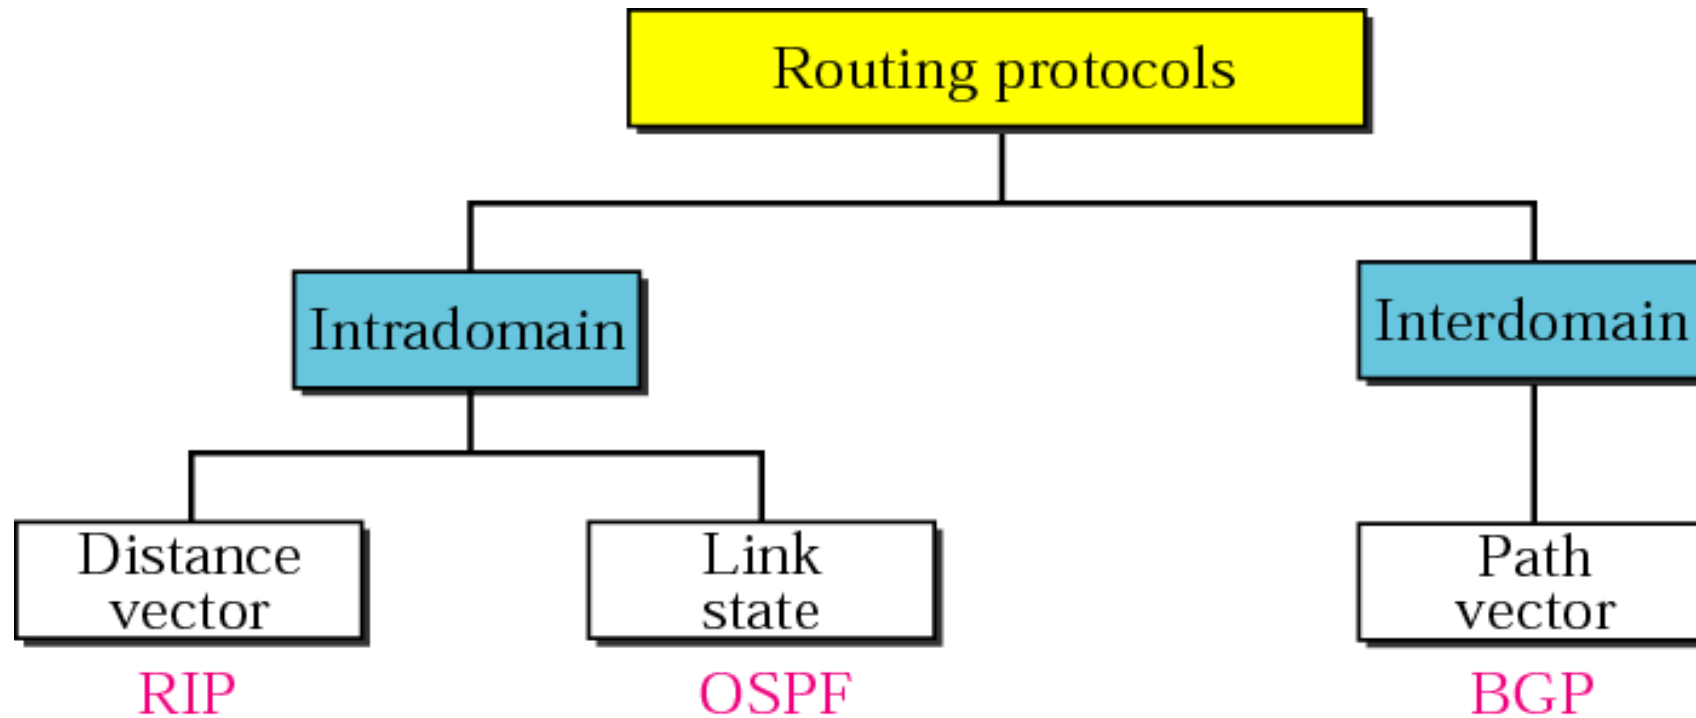 Routing protocols
Intradomain
Interdomain
Distance
vector
Link
state
Path
vector
RIP
OSPF
BGP